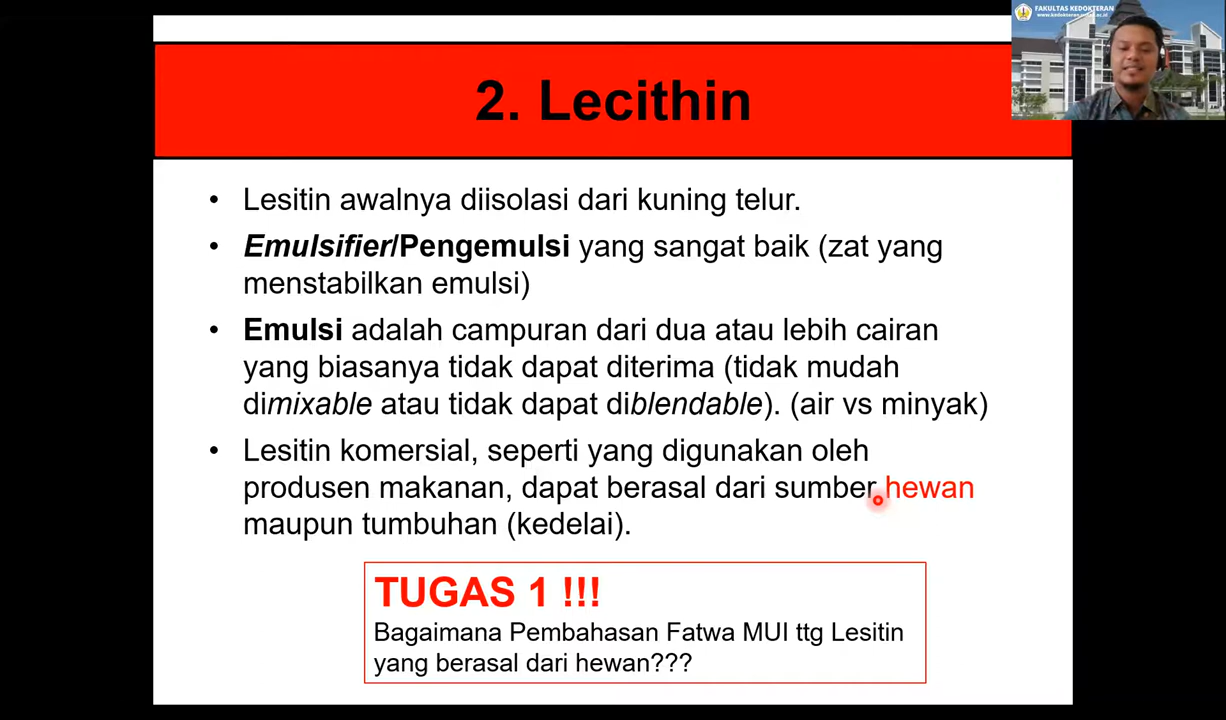 FAKULTAS KEDOKTERAN
2. Lecithin
• Lesitin awalnya diisolasi dari kuning telur.
• Emulsifier/Pengemulsi yang sangat baik (zat yang
menstabilkan emulsi)
• Emulsi adalah campuran dari dua atau lebih cairan
yang biasanya tidak dapat diterima (tidak mudah
dimixable atau tidak dapat diblendable). (air vs minyak)
• Lesitin komersial, seperti yang digunakan oleh
produsen makanan, dapat berasal dari sumber hewan
maupun tumbuhan (kedelai).
TUGAS 1 !!!
Bagaimana Pembahasan Fatwa MUI ttg Lesitin
yang berasal dari hewan???